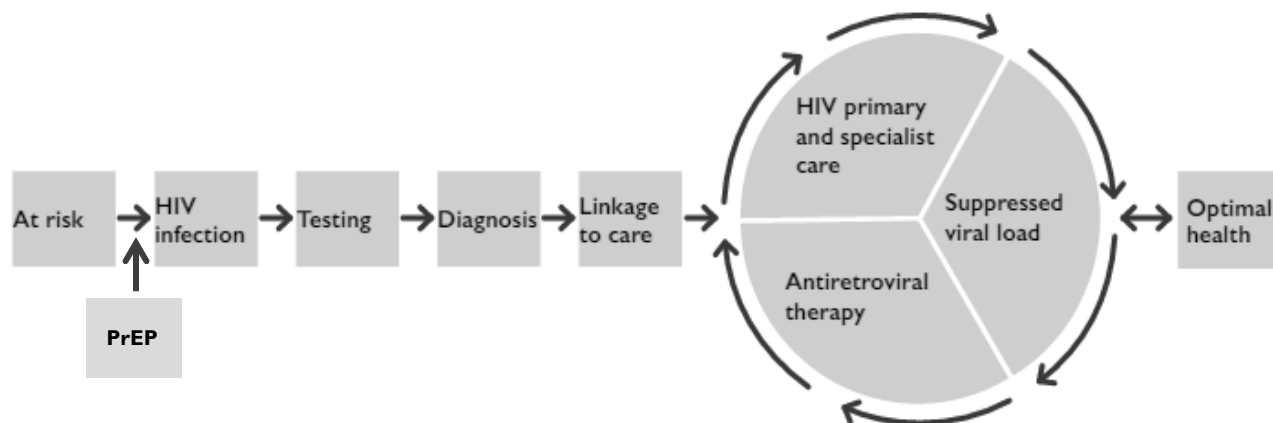 At risk
HIV
infection
Testing
Diagnosis
Linkage
to care
PrEP
HIV primary
and specialist
care
Suppressed
viral load
Antiretroviral
therapy
Optimal
health